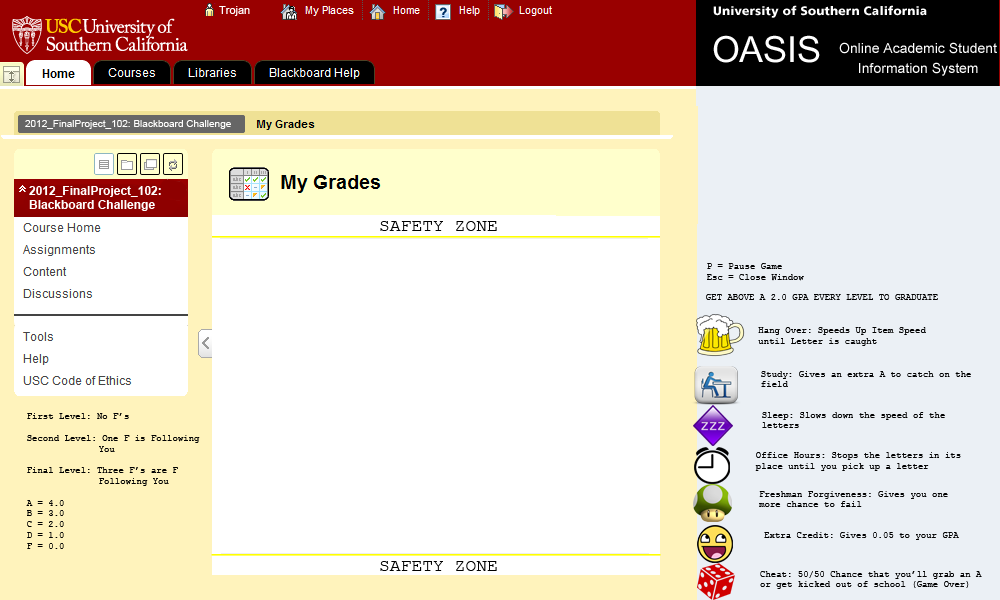 Trojan My Places Home Help Logout
USC University of
Southern California
Home Courses Libraries Blackboard Help
University of Southern California
OASIS Online Academic Student
Information System
2012_FinalProject_102: Blackboard Challenge My Grades
2012_FinalProject_102:
Blackboard Challenge
Course Home
Assignments
Content
Discussions
Tools
Help
USC Code of Ethics
First Level: No F's
Second Level: One F is Following
You
Final Level: Three F's are F
Following You
A = 4.0
B = 3.0
C = 2.0
D = 1.0
F = 0.0
My Grades
SAFETY ZONE
SAFETY ZONE
P = Pause Game
Esc = Close Window
GET ABOVE A 2.0 GPA EVERY LEVEL TO GRADUATE
Hang Over: Speeds Up Item Speed
until Letter is caught
Study: Gives an extra A to catch on the
field
ZZZ
Sleep: Slows down the speed of the
letters
Office Hours: Stops the letters in its
place until you pick up a letter
Freshman Forgiveness: Gives you one
more chance to fail
Extra Credit: Gives 0.05 to your GPA
Cheat: 50/50 Chance that you'll grab an A
or get kicked out of school (Game Over)